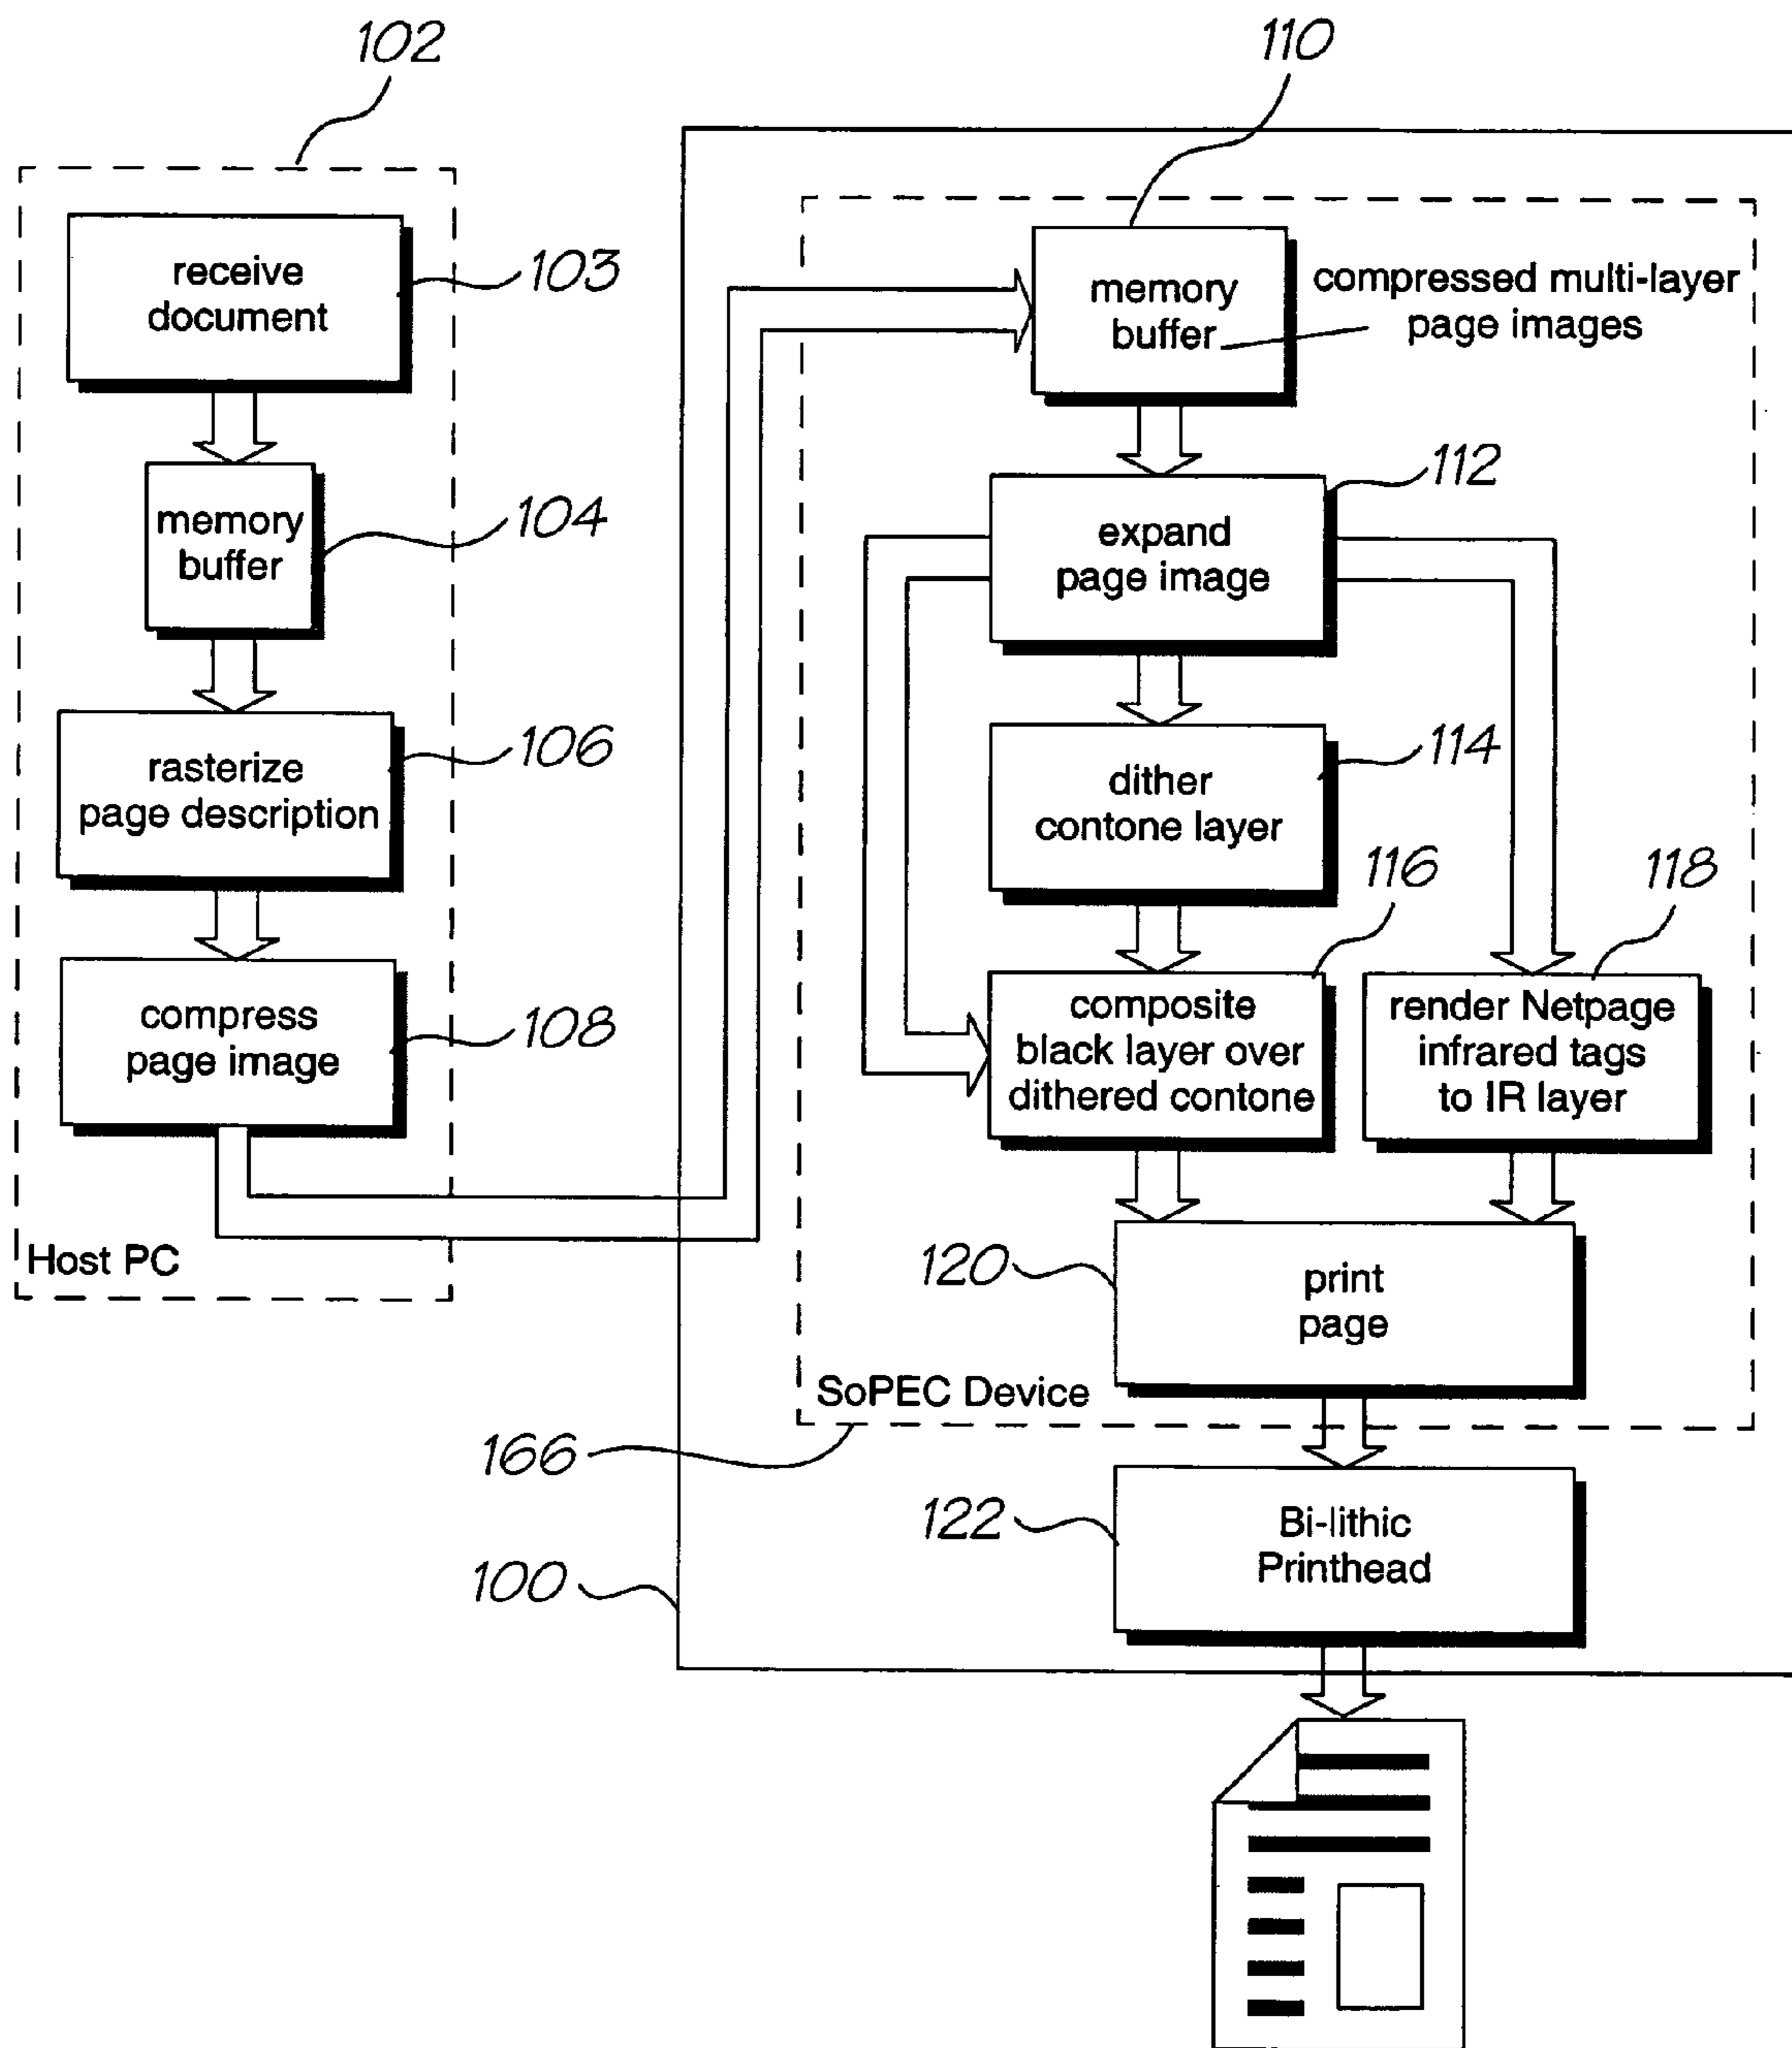 102
110
receive
document
103
memory
buffer
compressed multi-layer
page images
memory
buffer
104
expand
page image
112
rasterize
page description
106
dither
contone layer
114
116
118
compress
page image
108
composite
black layer over
dithered contone
render Netpage
infrared tags
to IR layer
Host PC
120
print
page
SoPEC Device
166
122
Bi-lithic
Printhead
100